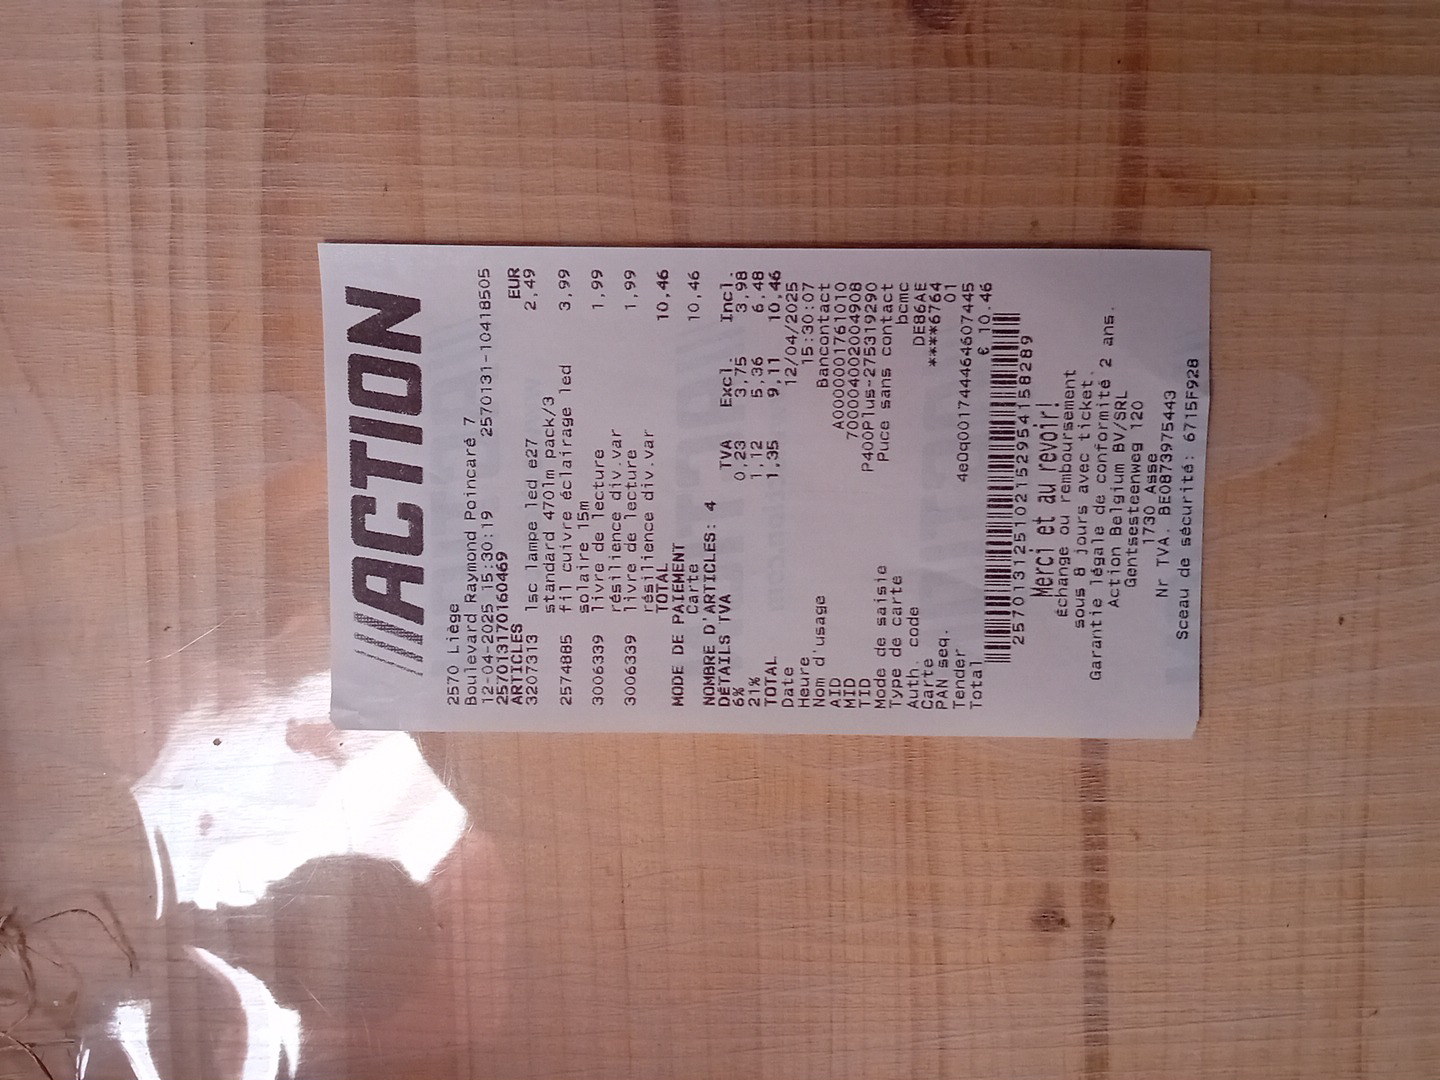 ///ACTION
2570 Liège
Boulevard Raymond Poincaré 7
12-04-2025 15:30:19 2570131-10418505
2570131701604​69
ARTICLES EUR
3207313 lsc lampe led e27 2,49
standard 470lm pack/3
2574885 fil cuivre éclairage led 3,99
solaire 15m
3006339 livre de lecture 1,99
résilience div.var
3006339 livre de lecture 1,99
résilience div.var
TOTAL 10,46
MODE DE PAIEMENT
Carte 10,46
NOMBRE D'ARTICLES: 4
DÉTAILS TVA TVA Excl. Incl.
6% 0,23 3,75 3,98
21% 1,12 5,36 6,48
TOTAL 1,35 9,11 10,46
Date 12/04/2025
Heure 15:30:07
Nom d'usage Bancontact
AID A0000001761010
MID 700004002004908
TID P400Plus-275319290
Mode de saisie Puce sans contact
Type de carte bcmc
Auth. code DE86AE
Carte ****6764
PAN seq. 01
Tender 4e0q001744464607445
Total € 10.46
2570131251021529541582​89
Merci et au revoir!
Échange ou remboursement
sous 8 jours avec ticket.
Garantie légale de conformité 2 ans.
Action Belgium BV/SRL
Gentsesteenweg 120
1730 Asse
Nr TVA. BE0873975443
Sceau de sécurité: 6715F928